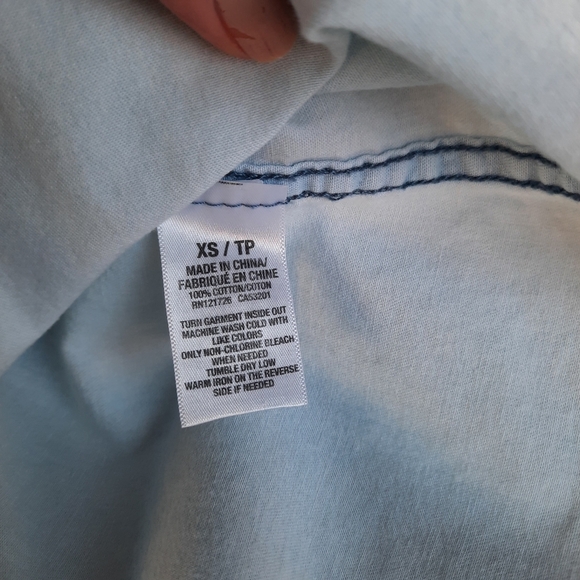 XS / TP
MADE IN CHINA/
FABRIQUÉ EN CHINE
100% COTTON/COTON
RN121726 CA53201
TURN GARMENT INSIDE OUT
MACHINE WASH COLD WITH
LIKE COLORS
ONLY NON-CHLORINE BLEACH
WHEN NEEDED
TUMBLE DRY LOW
WARM IRON ON THE REVERSE
SIDE IF NEEDED